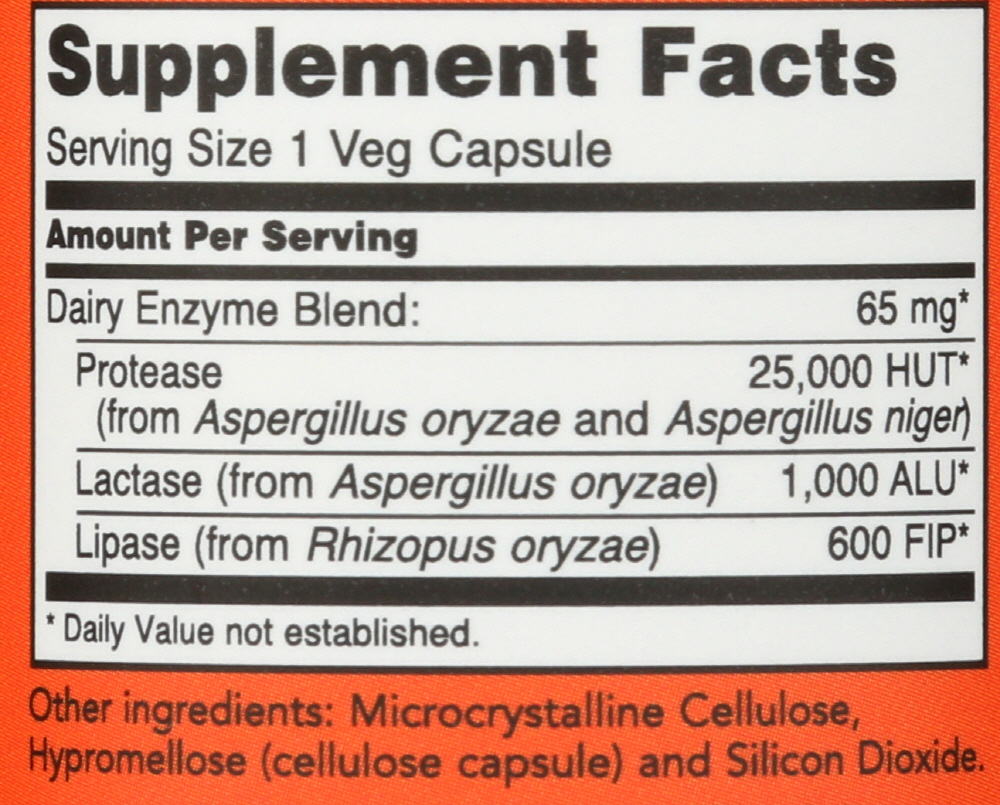 Supplement Facts
Serving Size 1 Veg Capsule
Amount Per Serving
Dairy Enzyme Blend: 65 mg*
Protease 25,000 HUT*
(from Aspergillus oryzae and Aspergillus niger)
Lactase (from Aspergillus oryzae) 1,000 ALU*
Lipase (from Rhizopus oryzae) 600 FIP*
* Daily Value not established.
Other ingredients: Microcrystalline Cellulose,
Hypromellose (cellulose capsule) and Silicon Dioxide.